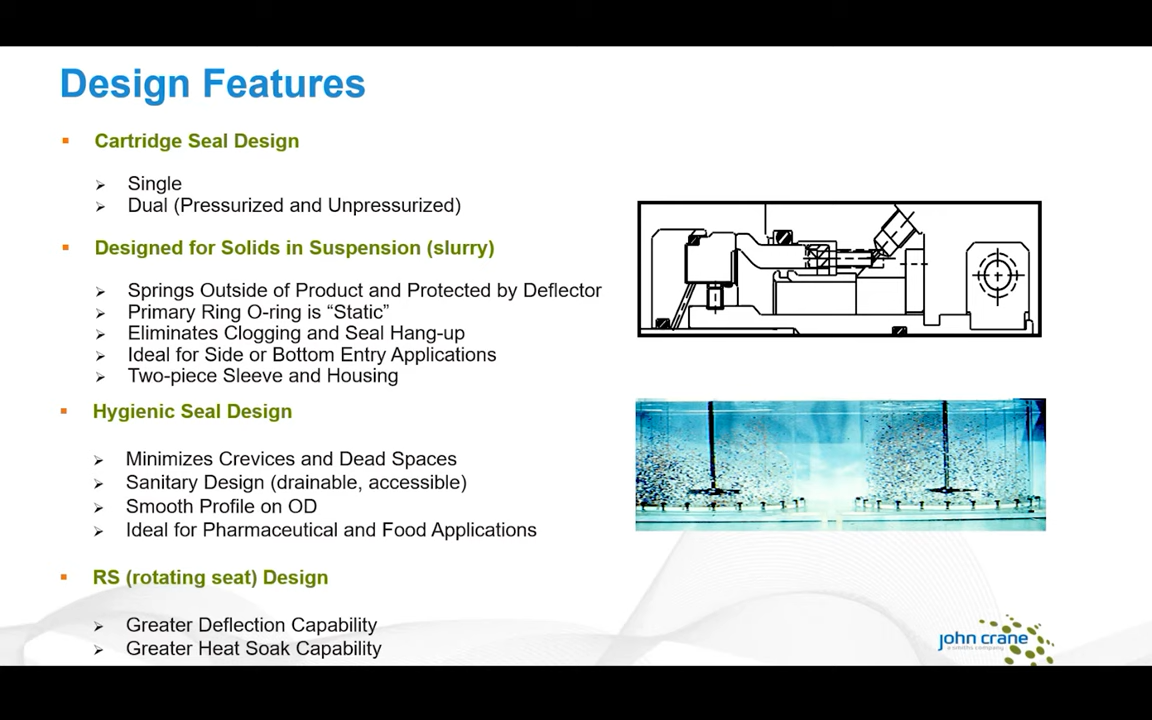 Design Features
Cartridge Seal Design
Single
Dual (Pressurized and Unpressurized)
Designed for Solids in Suspension (slurry)
Springs Outside of Product and Protected by Deflector
Primary Ring O-ring is “Static”
Eliminates Clogging and Seal Hang-up
Ideal for Side or Bottom Entry Applications
Two-piece Sleeve and Housing
Hygienic Seal Design
Minimizes Crevices and Dead Spaces
Sanitary Design (drainable, accessible)
Smooth Profile on OD
Ideal for Pharmaceutical and Food Applications
RS (rotating seat) Design
Greater Deflection Capability
Greater Heat Soak Capability
john crane
a smiths company